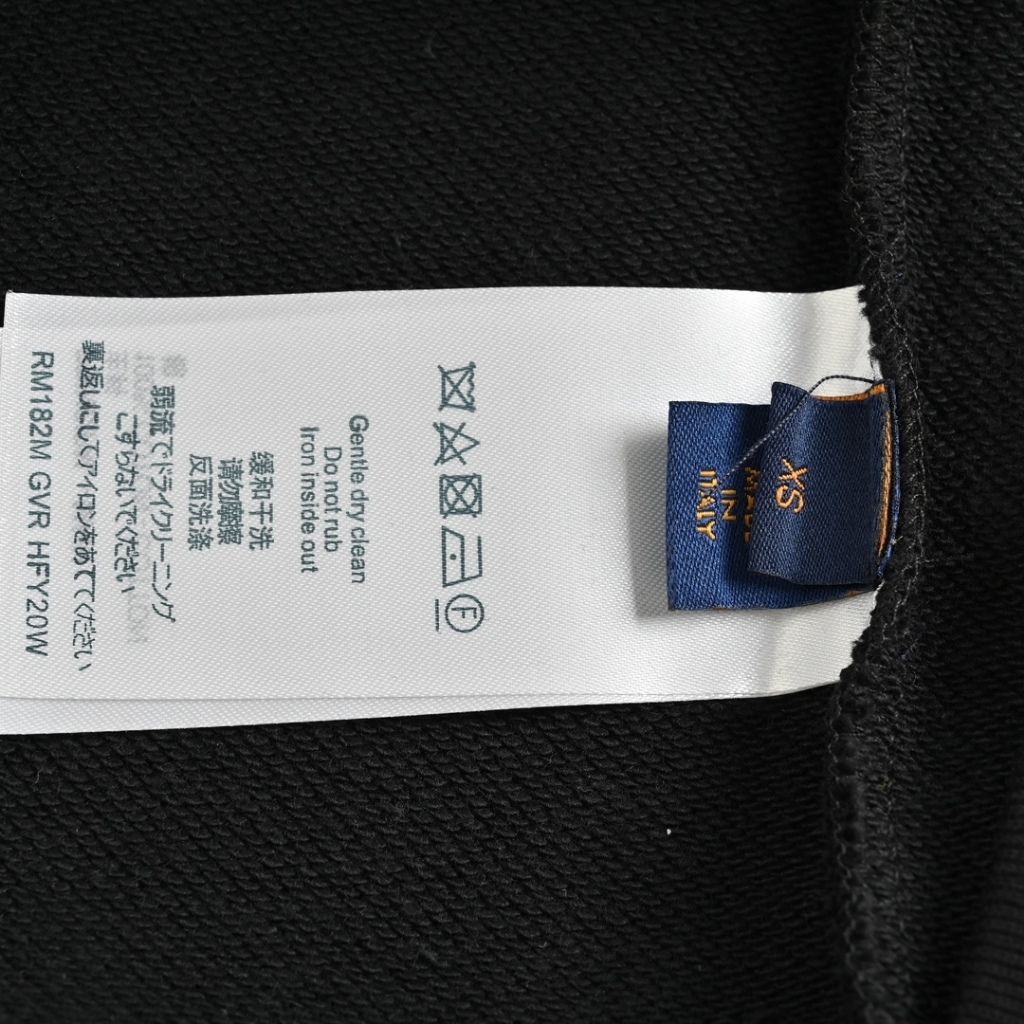 XS
MADE
IN
ITALY
Gentle dry clean
Do not rub
Iron inside out
缓和干洗
请勿摩擦
反面洗涤
弱流でドライクリーニング
こすらないでください
裏返しにしてアイロンをあててください
RM182M GVR HFY20W
F